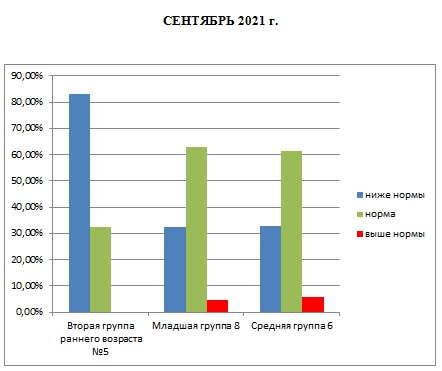 СЕНТЯБРЬ 2021 г.
90,00%
80,00%
70,00%
60,00%
50,00%
40,00%
30,00%
20,00%
10,00%
0,00%
Вторая группа
раннего возраста
№5
Младшая группа 8
Средняя группа 6
ниже нормы
норма
выше нормы